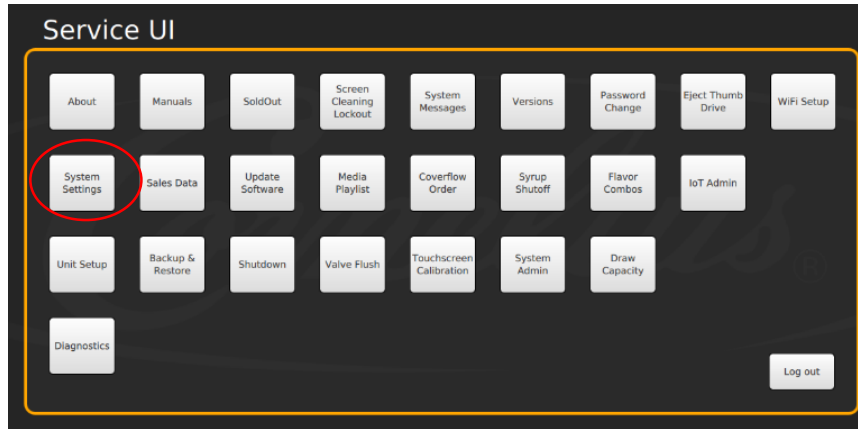 Service UI
About
Manuals
SoldOut
Screen
Cleaning
Lockout
System
Messages
Versions
Password
Change
Eject Thumb
Drive
WiFi Setup
System
Settings
Sales Data
Update
Software
Media
Playlist
Coverflow
Order
Syrup
Shutoff
Flavor
Combos
IoT Admin
Unit Setup
Backup &
Restore
Shutdown
Valve Flush
Touchscreen
Calibration
System
Admin
Draw
Capacity
Diagnostics
Log out
Cornelius
®